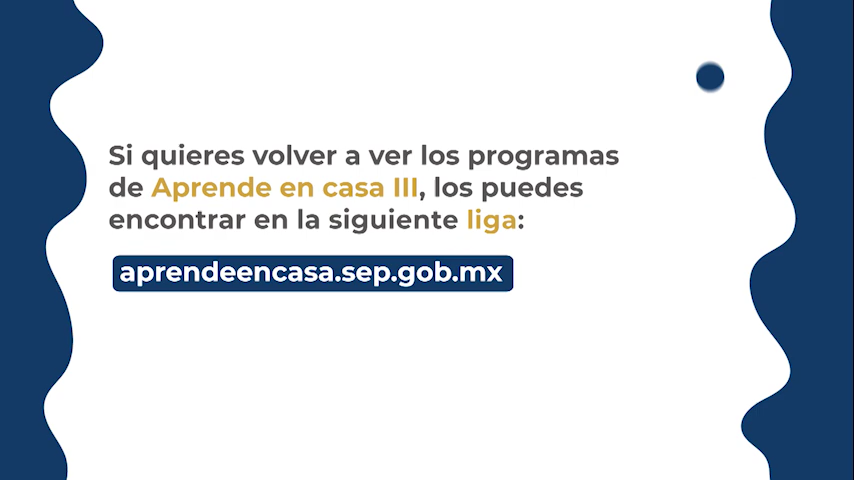 Si quieres volver a ver los programas
de Aprende en casa III, los puedes
encontrar en la siguiente liga:
aprendeencasa.sep.gob.mx